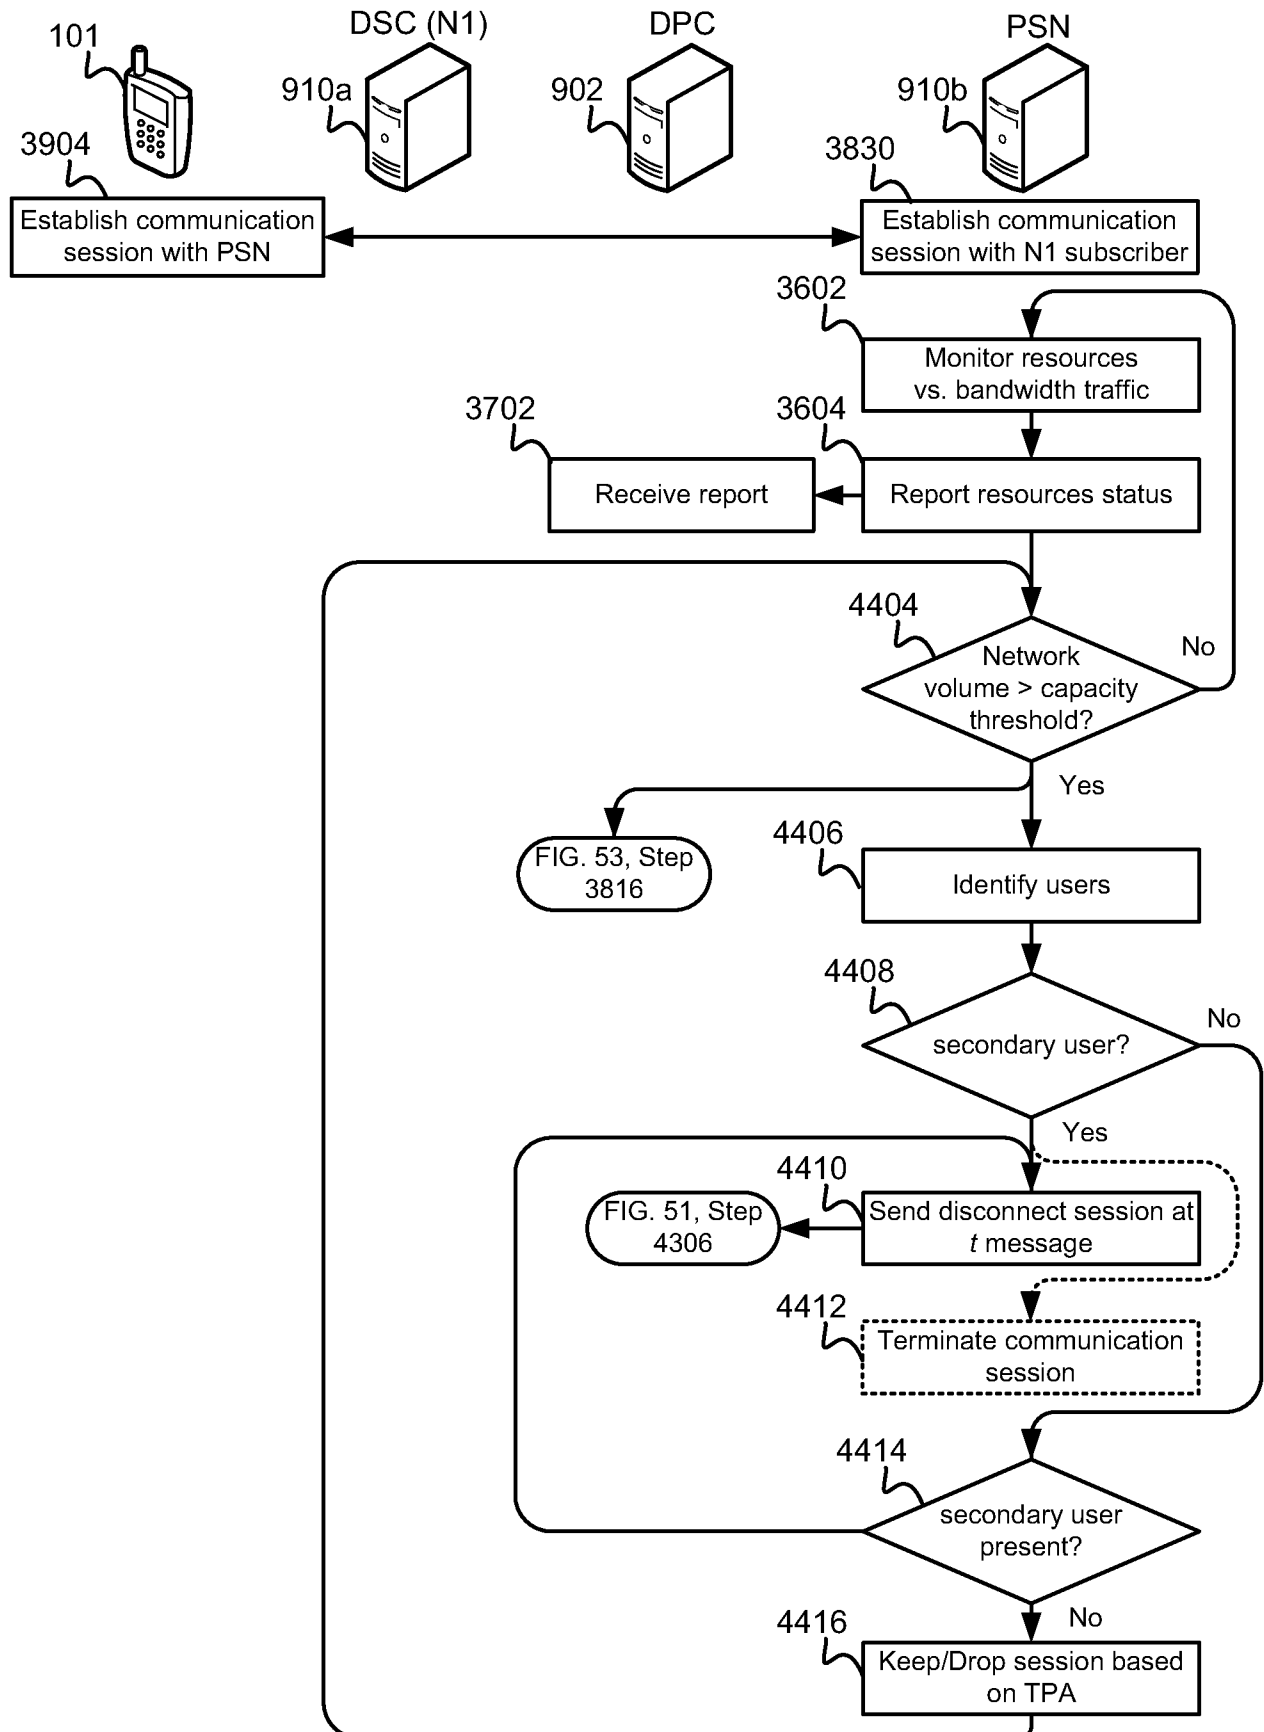 DSC (N1)
DPC
PSN
101
910a
902
910b
3904
3830
Establish communication
session with PSN
Establish communication
session with N1 subscriber
3602
Monitor resources
vs. bandwidth traffic
3702
3604
Receive report
Report resources status
4404
No
Network
volume > capacity
threshold?
Yes
4406
FIG. 53, Step
3816
Identify users
4408
No
secondary user?
Yes
4410
FIG. 51, Step
4306
Send disconnect session at
t message
4412
Terminate communication
session
4414
secondary user
present?
No
4416
Keep/Drop session based
on TPA